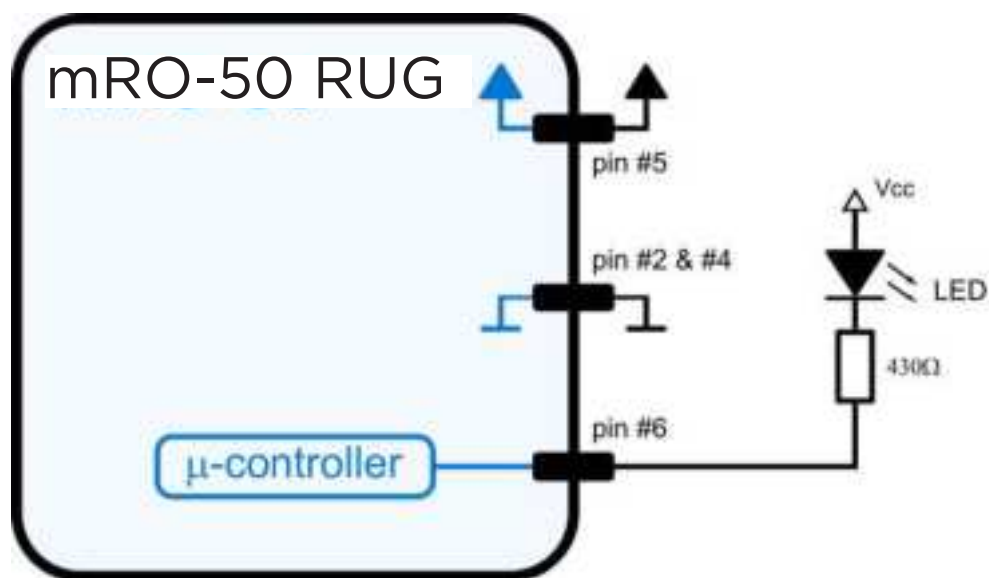 mRO-50 RUG
pin #5
Vcc
pin #2 & #4
LED
430Ω
pin #6
μ-controller